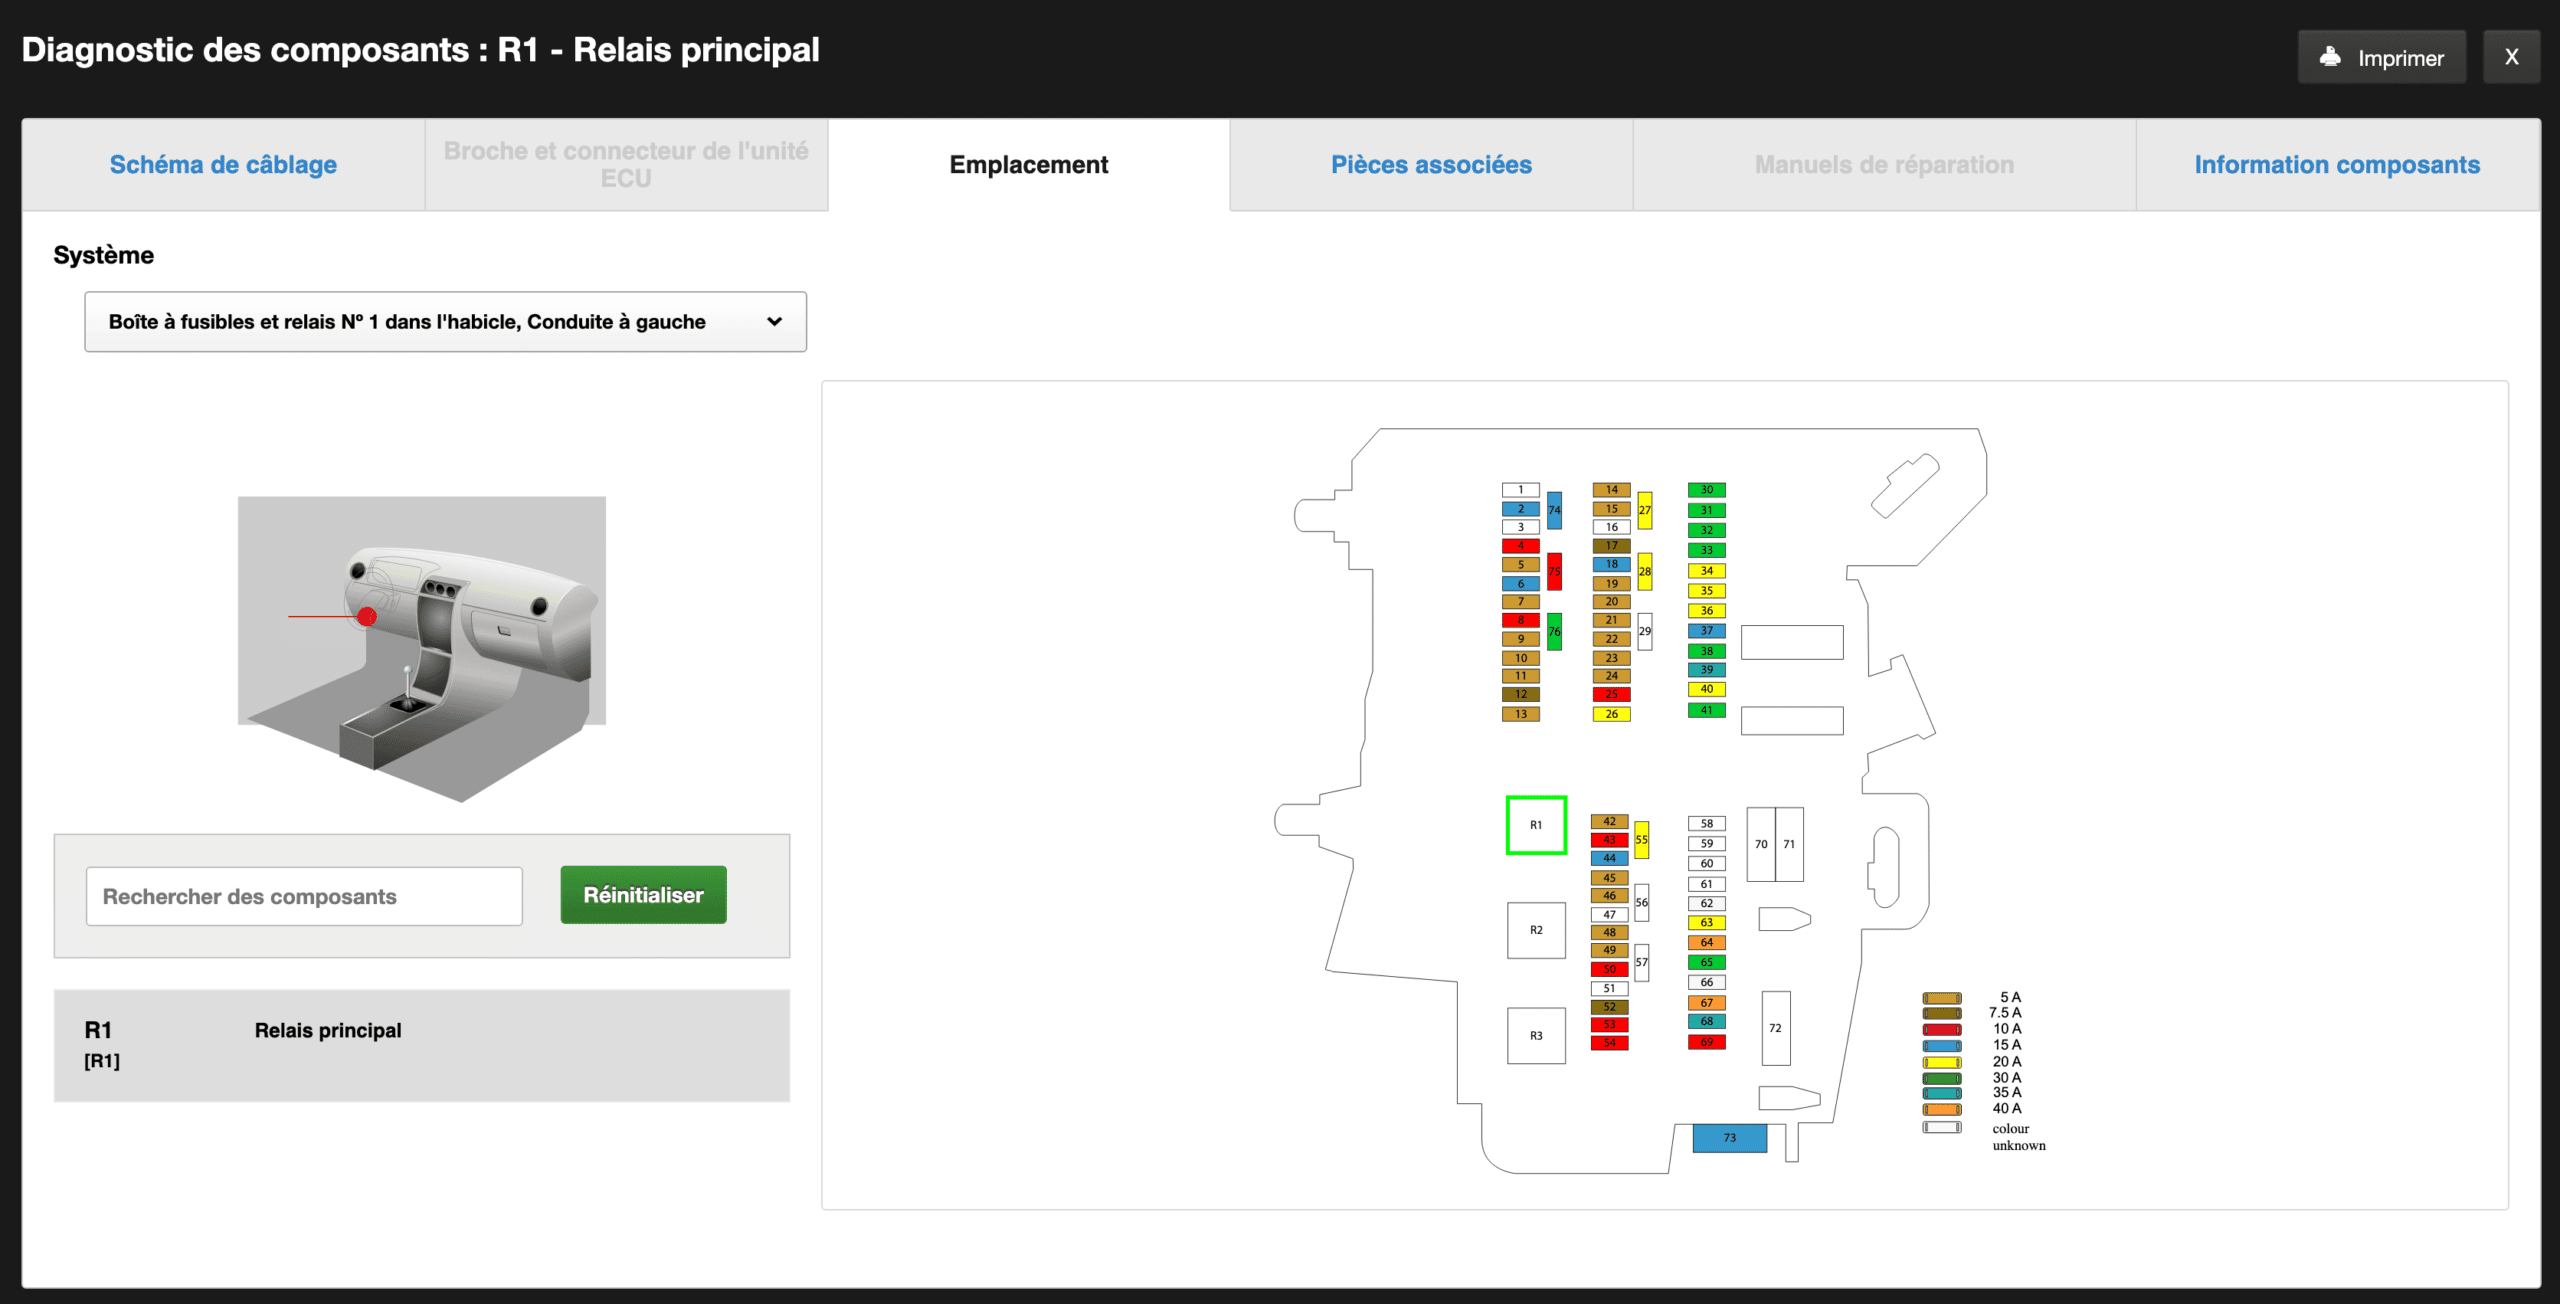 Diagnostic des composants : R1 - Relais principal
Imprimer
X
Schéma de câblage
Broche et connecteur de l'unité
ECU
Emplacement
Pièces associées
Manuels de réparation
Information composants
Système
Boîte à fusibles et relais Nº 1 dans l'habicle, Conduite à gauche
Rechercher des composants
Réinitialiser
R1
Relais principal
[R1]
1
2
3
4
5
6
7
8
9
10
11
12
13
74
75
76
14
15
16
17
18
19
20
21
22
23
24
25
26
27
28
29
30
31
32
33
34
35
36
37
38
39
40
41
R1
R2
R3
42
43
44
45
46
47
48
49
50
51
52
53
54
55
56
57
58
59
60
61
62
63
64
65
66
67
68
69
70
71
72
73
5 A
7.5 A
10 A
15 A
20 A
30 A
35 A
40 A
colour
unknown